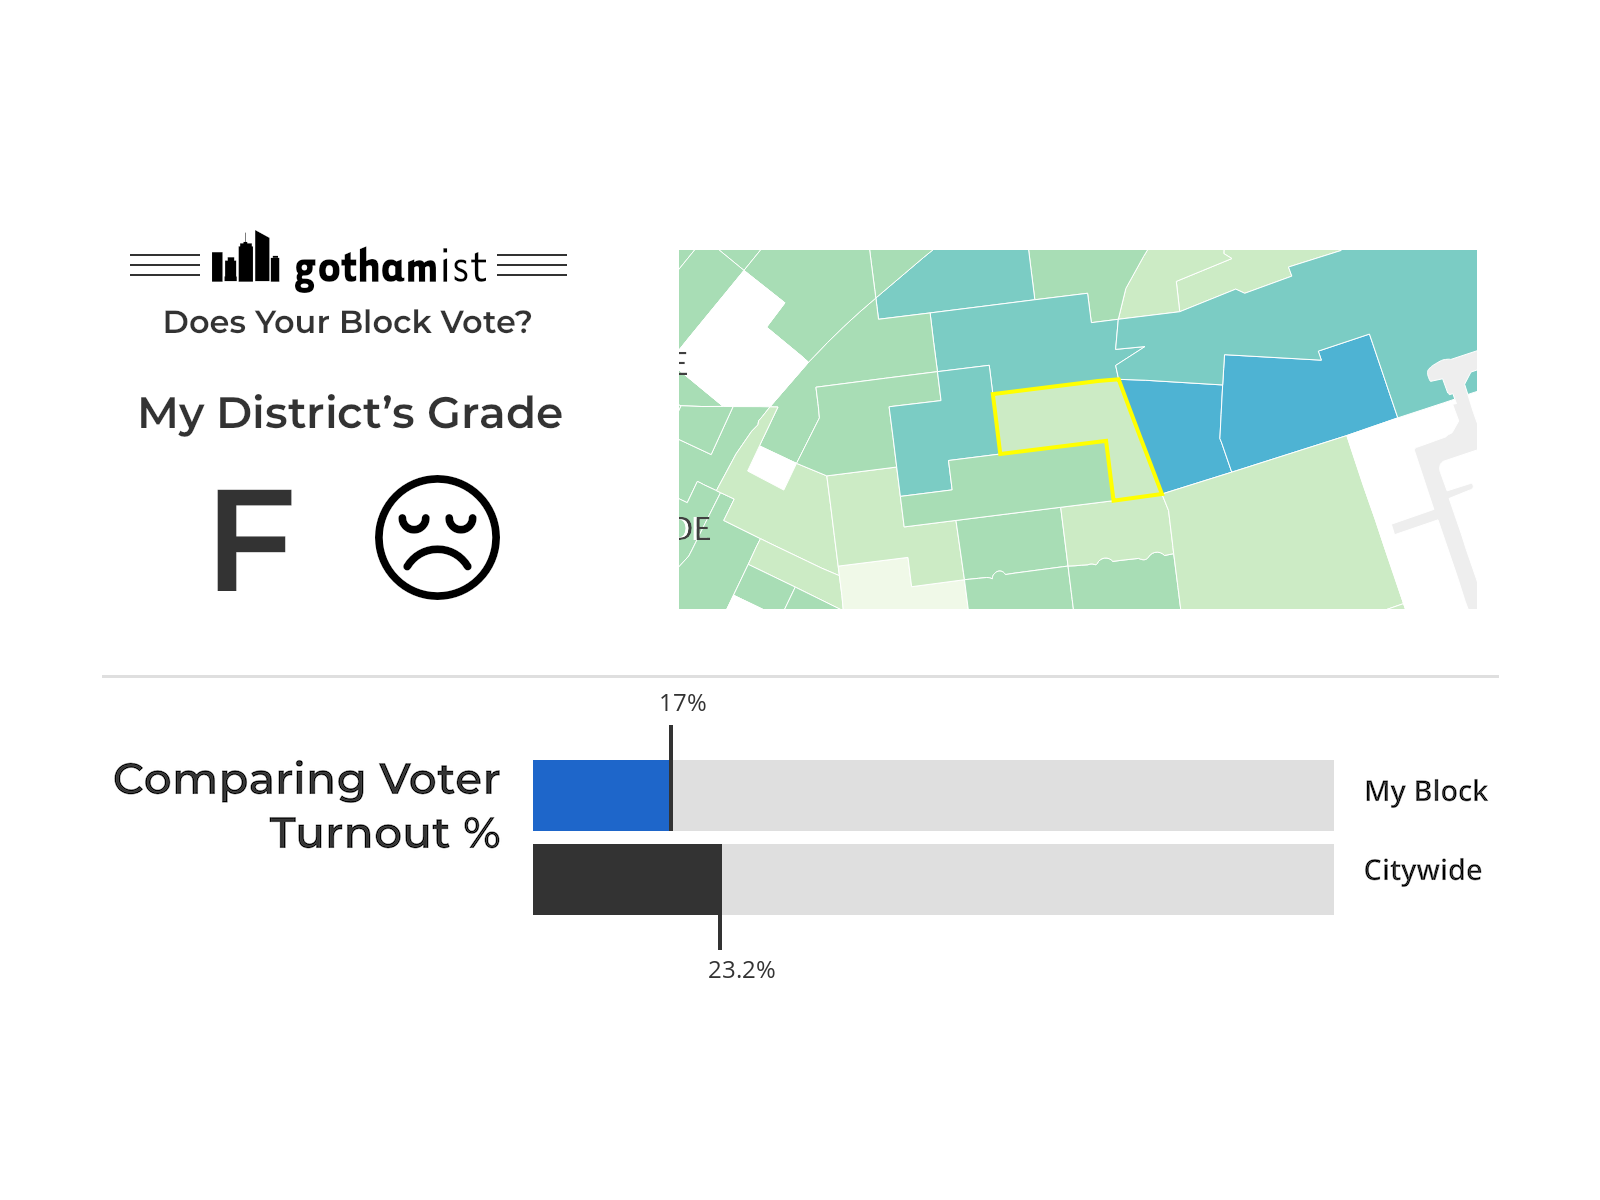 gothamist
Does Your Block Vote?
My District's Grade
F
E
DE
17%
Comparing Voter
Turnout %
My Block
Citywide
23.2%